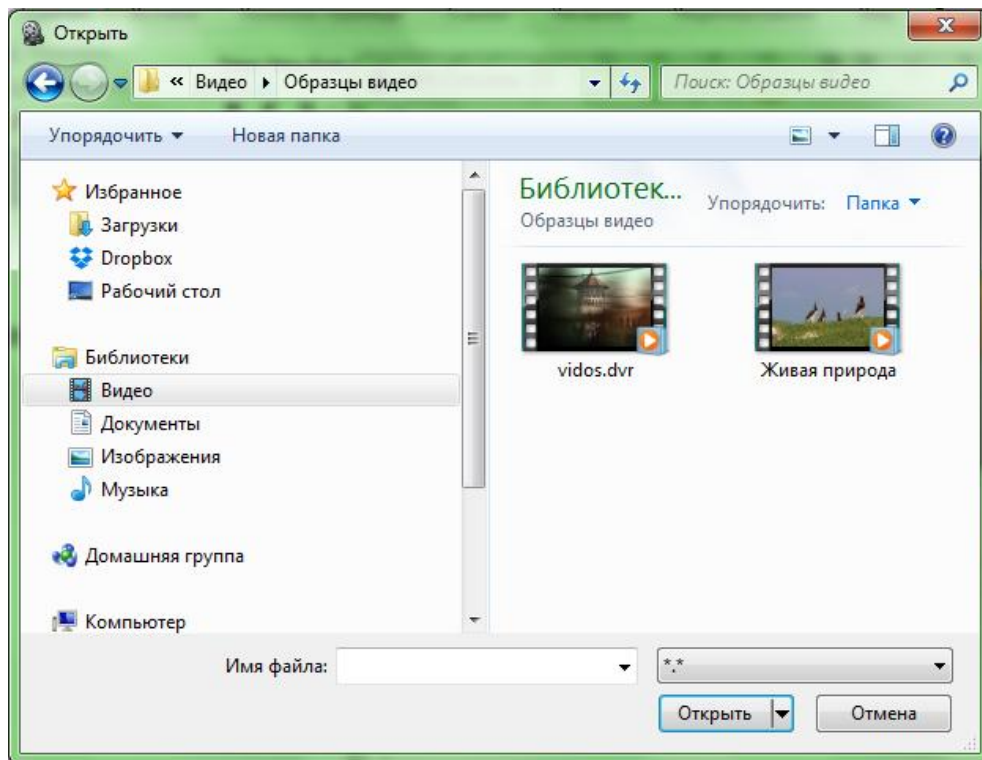 Открыть
« Видео Образцы видео
Поиск: Образцы видео
Упорядочить Новая папка
Избранное
Загрузки
Dropbox
Рабочий стол
Библиотеки
Видео
Документы
Изображения
Музыка
Домашняя группа
Компьютер
Библиотек...
Образцы видео
Упорядочить: Папка
vidos.dvr
Живая природа
Имя файла:
*.*
Открыть
Отмена